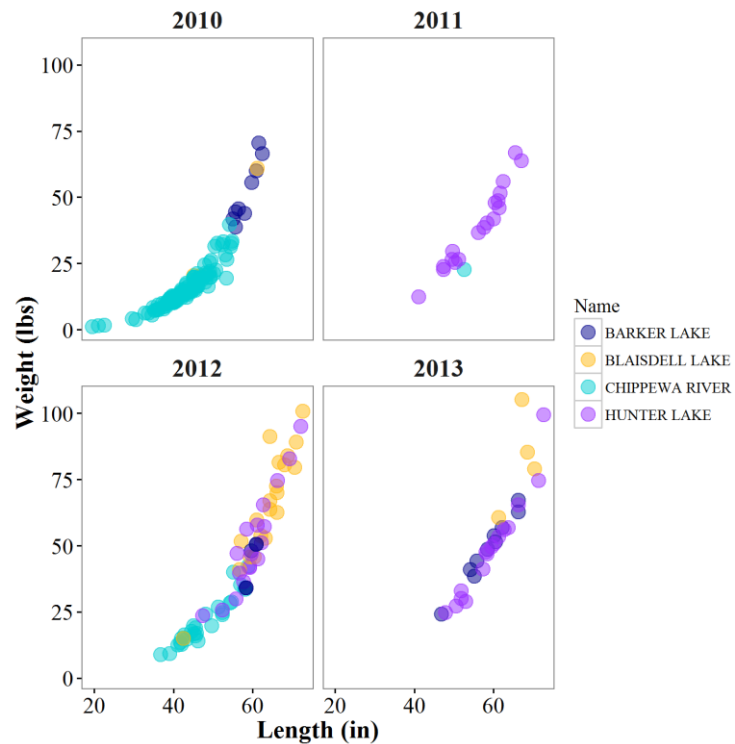 2010
2011
100
75
50
25
0
Weight (lbs)
2012
2013
100
75
50
25
0
20
40
60
20
40
60
Length (in)
Name
BARKER LAKE
BLAISDELL LAKE
CHIPPEWA RIVER
HUNTER LAKE